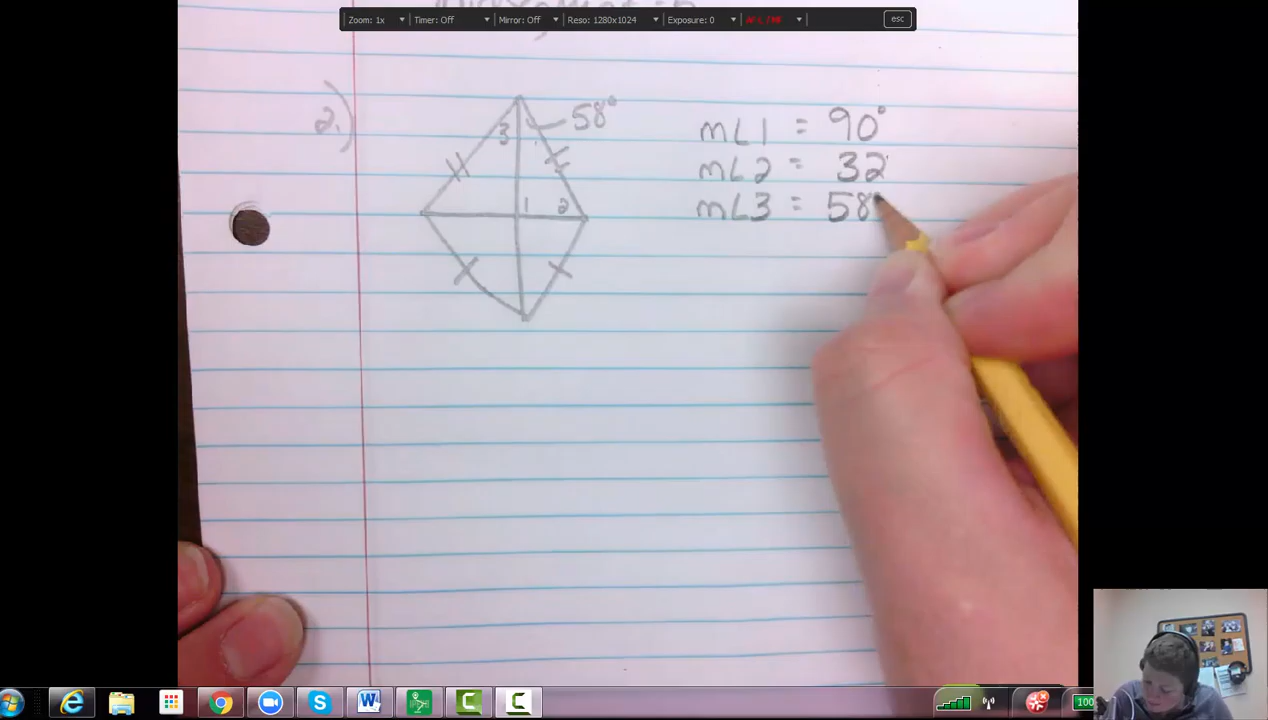 Zoom: 1x Timer: Off Mirror: Off Reso: 1280x1024 Exposure: 0 esc
2.)
58°
3
1 2
m∠1 = 90°
m∠2 = 32
m∠3 = 58°
100